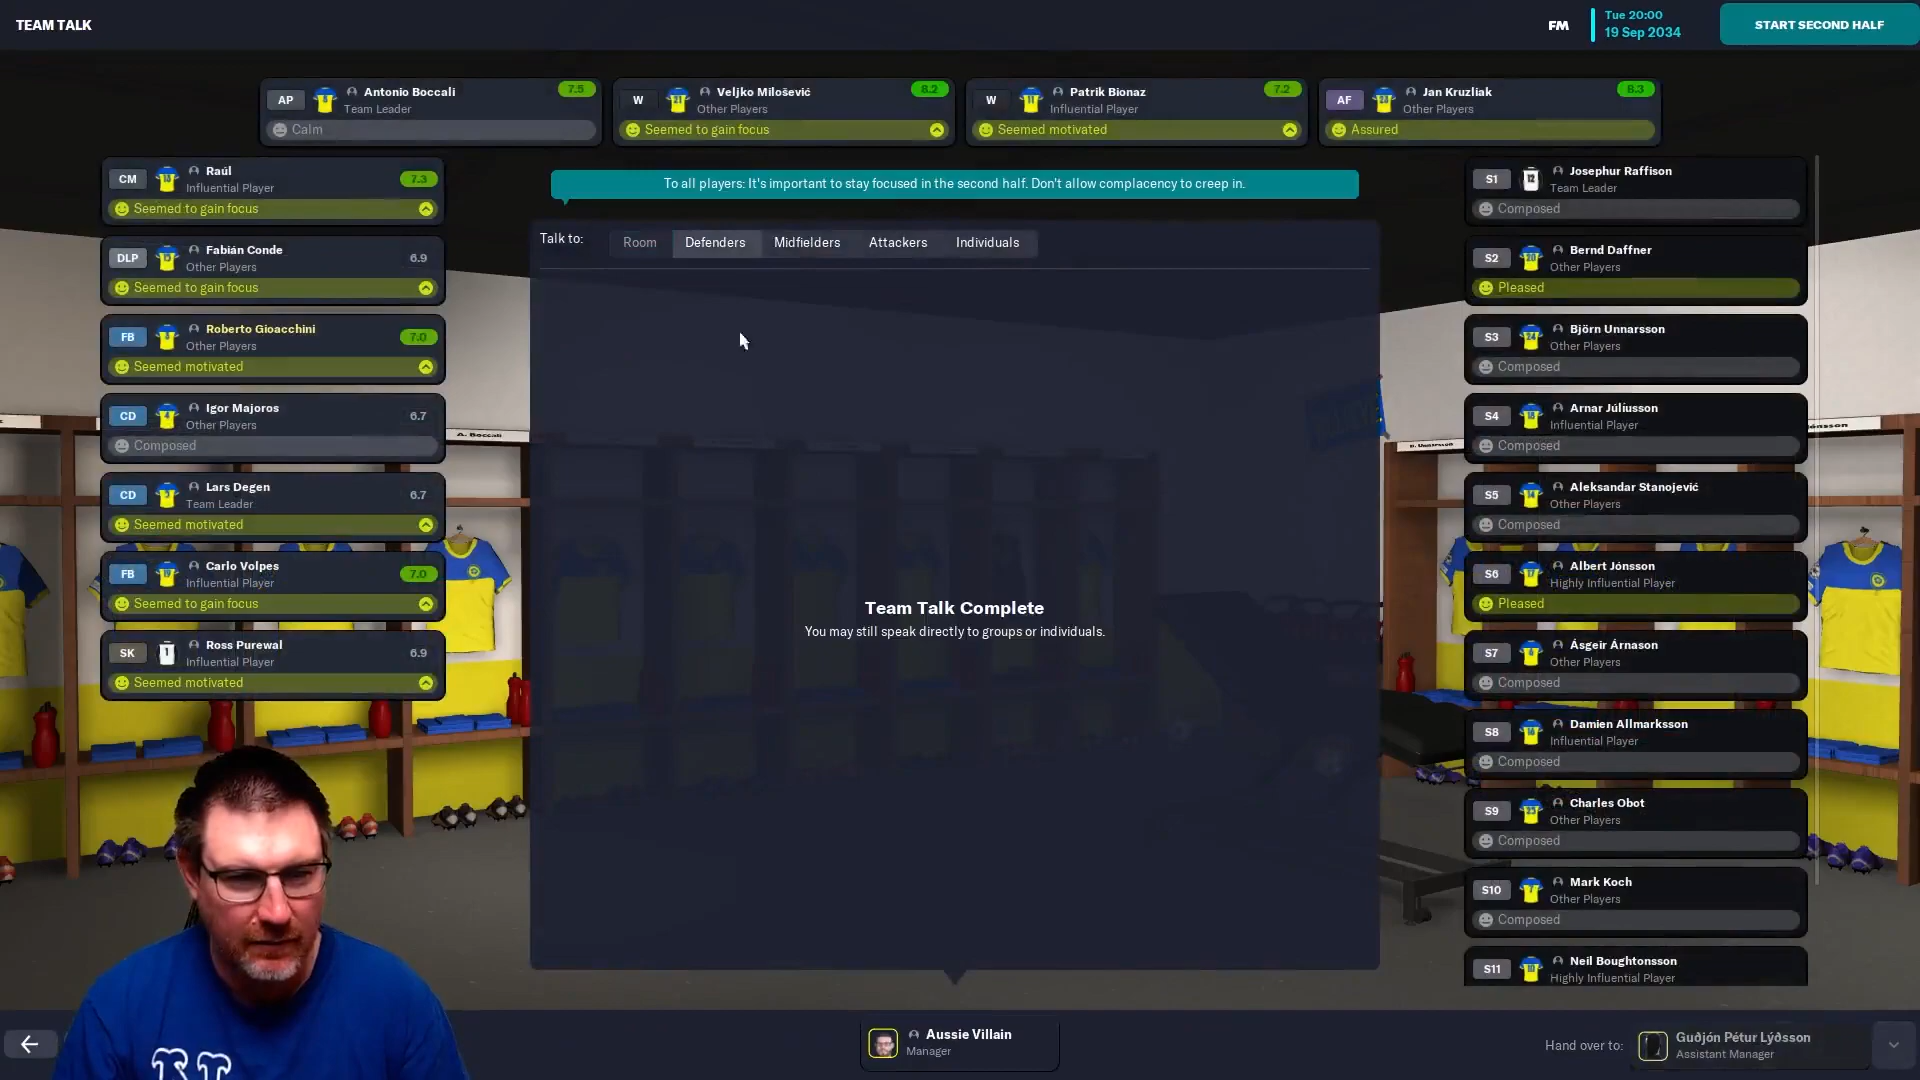 TEAM TALK
FM
Tue 20:00
19 Sep 2034
START SECOND HALF
AP
Antonio Boccali
Team Leader
7.5
Calm
W
Veljko Milošević
Other Players
8.2
Seemed to gain focus
W
Patrik Bionaz
Influential Player
7.2
Seemed motivated
AF
Jan Kruzliak
Other Players
8.3
Assured
CM
Raúl
Influential Player
7.3
Seemed to gain focus
DLP
Fabián Conde
Other Players
6.9
Seemed to gain focus
FB
Roberto Gioacchini
Other Players
7.0
Seemed motivated
CD
Igor Majoros
Other Players
6.7
Composed
CD
Lars Degen
Team Leader
6.7
Seemed motivated
FB
Carlo Volpes
Influential Player
7.0
Seemed to gain focus
SK
Ross Purewal
Influential Player
6.9
Seemed motivated
To all players: It's important to stay focused in the second half. Don't allow complacency to creep in.
Talk to:
Room
Defenders
Midfielders
Attackers
Individuals
A. Boccali
Team Talk Complete
You may still speak directly to groups or individuals.
S1
Josephur Raffison
Team Leader
Composed
S2
Bernd Daffner
Other Players
Pleased
S3
Björn Unnarsson
Other Players
Composed
S4
Arnar Júlíusson
Influential Player
Composed
S5
Aleksandar Stanojević
Other Players
Composed
S6
Albert Jónsson
Highly Influential Player
Pleased
S7
Ásgeir Árnason
Other Players
Composed
S8
Damien Allmarksson
Influential Player
Composed
S9
Charles Obot
Other Players
Composed
S10
Mark Koch
Other Players
Composed
S11
Neil Boughtonsson
Highly Influential Player
Aussie Villain
Manager
Hand over to:
Guðjón Pétur Lýðsson
Assistant Manager